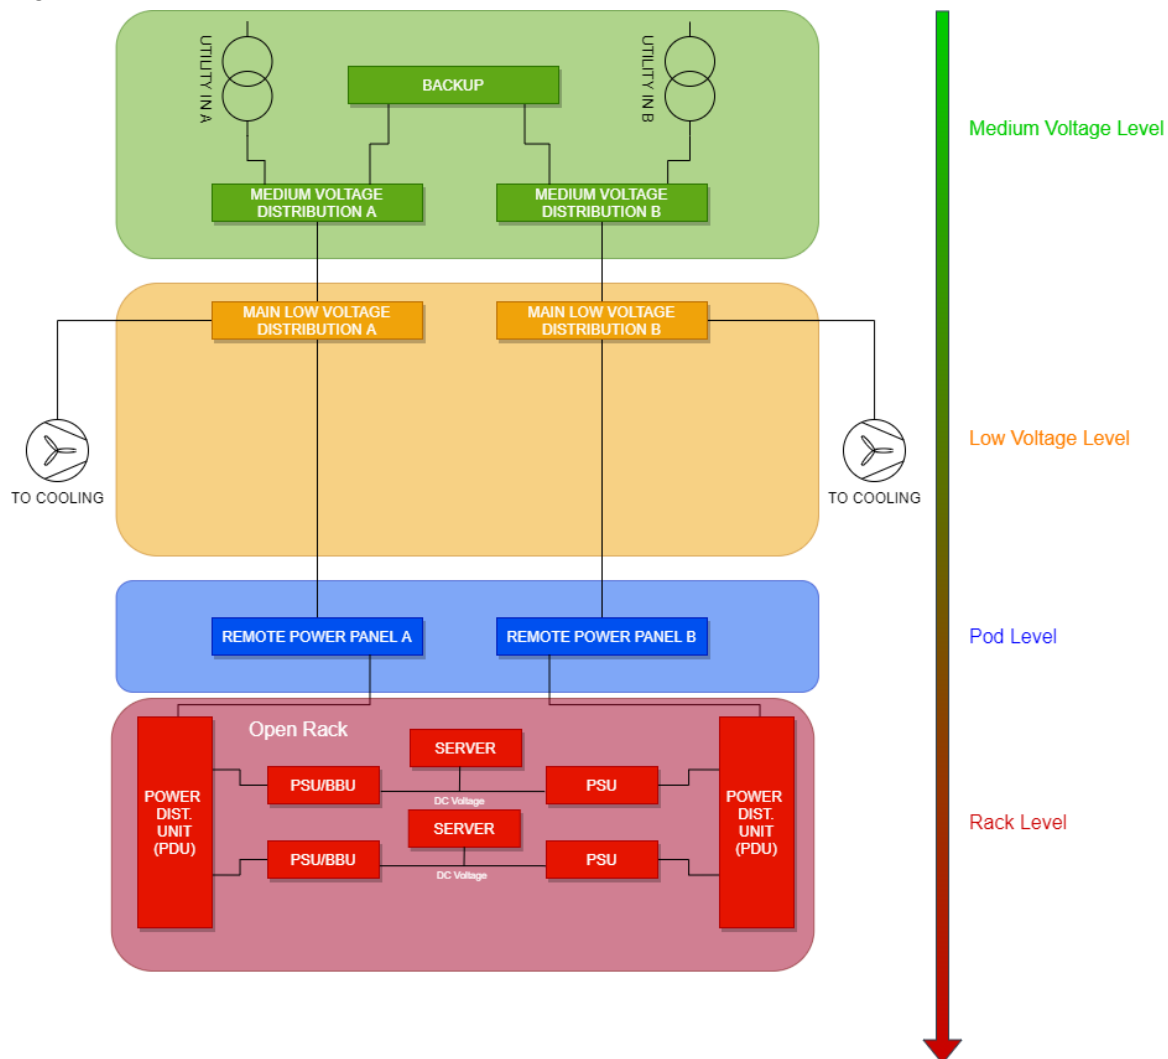 UTILITY IN A
UTILITY IN B
BACKUP
Medium Voltage Level
MEDIUM VOLTAGE
DISTRIBUTION A
MEDIUM VOLTAGE
DISTRIBUTION B
MAIN LOW VOLTAGE
DISTRIBUTION A
MAIN LOW VOLTAGE
DISTRIBUTION B
Low Voltage Level
TO COOLING
TO COOLING
REMOTE POWER PANEL A
REMOTE POWER PANEL B
Pod Level
Open Rack
SERVER
PSU/BBU
PSU
DC Voltage
POWER
DIST.
UNIT
(PDU)
POWER
DIST.
UNIT
(PDU)
Rack Level
SERVER
PSU/BBU
PSU
DC Voltage